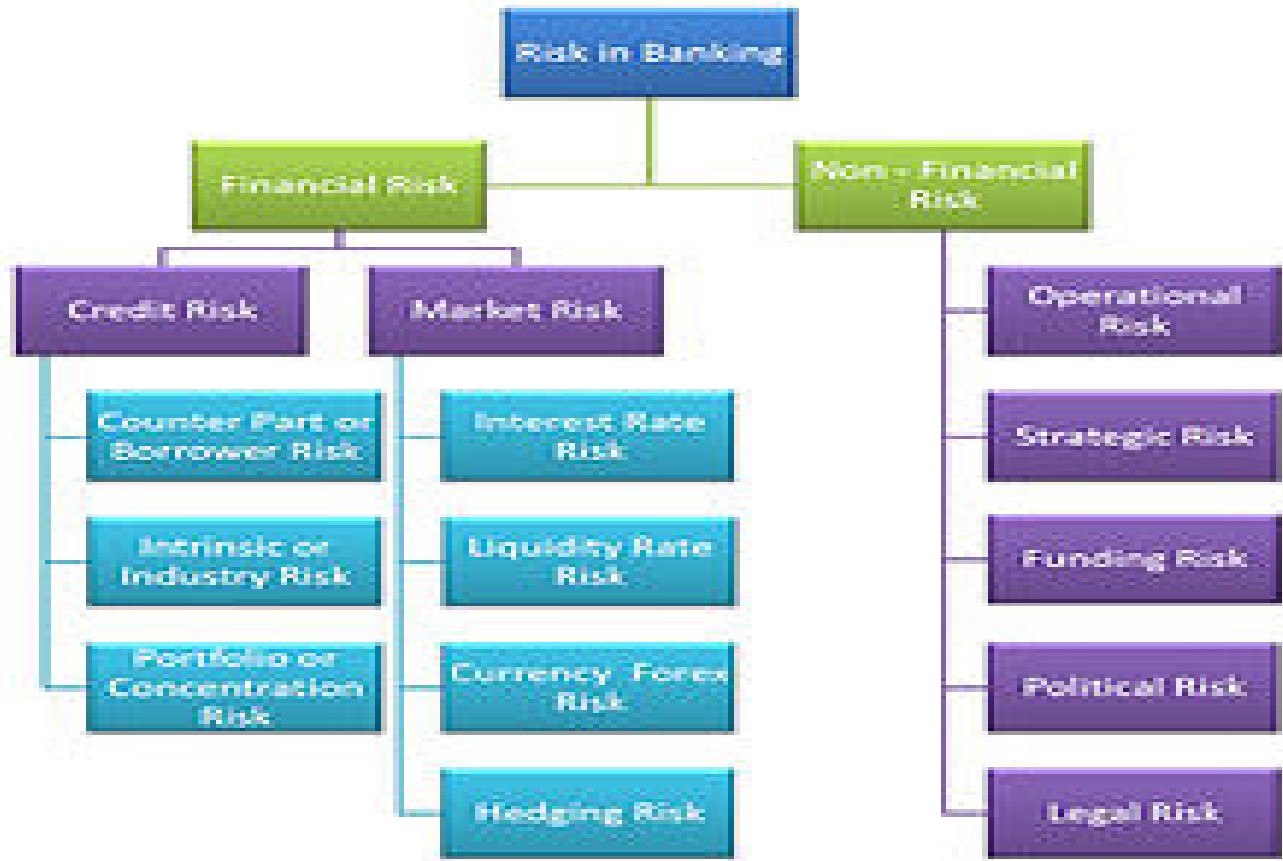 Risk in Banking
Financial Risk
Non - Financial
Risk
Credit Risk
Market Risk
Operational
Risk
Counter Part or
Borrower Risk
Interest Rate
Risk
Strategic Risk
Intrinsic or
Industry Risk
Liquidity Rate
Risk
Funding Risk
Portfolio or
Concentration
Risk
Currency Forex
Risk
Political Risk
Hedging Risk
Legal Risk